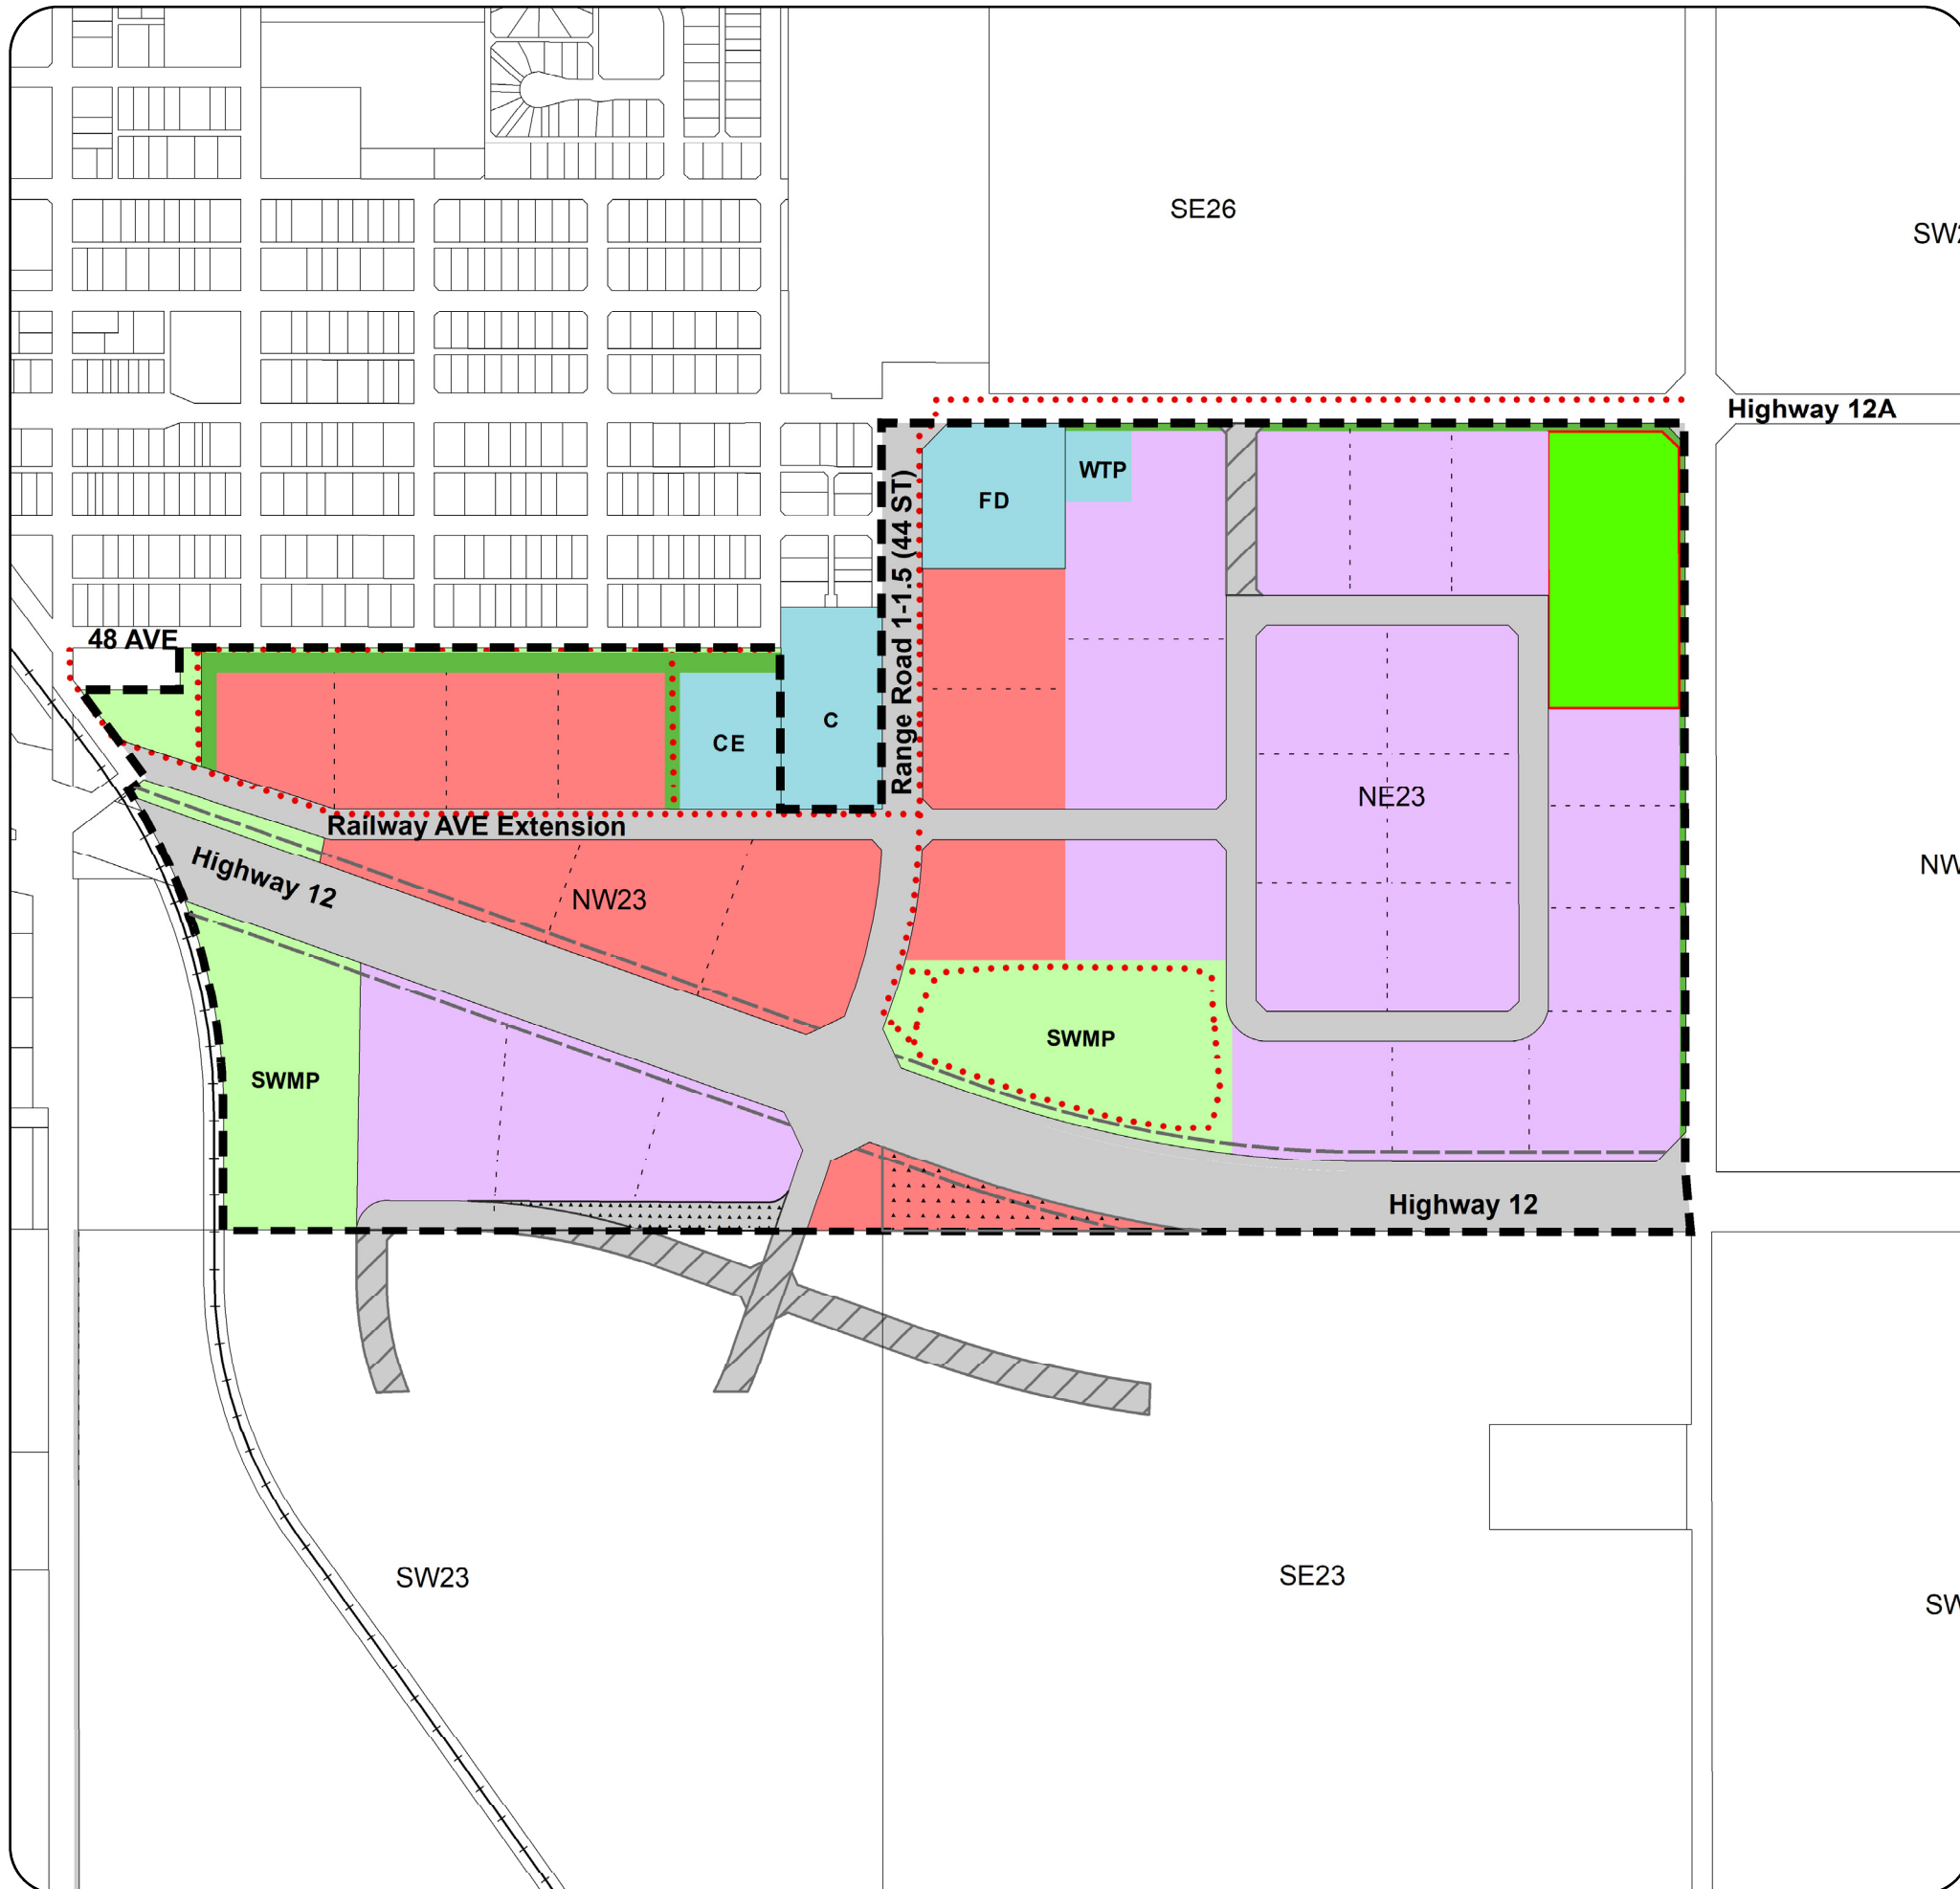 SE26
SW2
Highway 12A
WTP
FD
Range Road 1-1.5 (44 ST)
48 AVE
C
CE
NE23
Railway AVE Extension
Highway 12
NW23
NW
SWMP
SWMP
Highway 12
SW23
SE23
SW